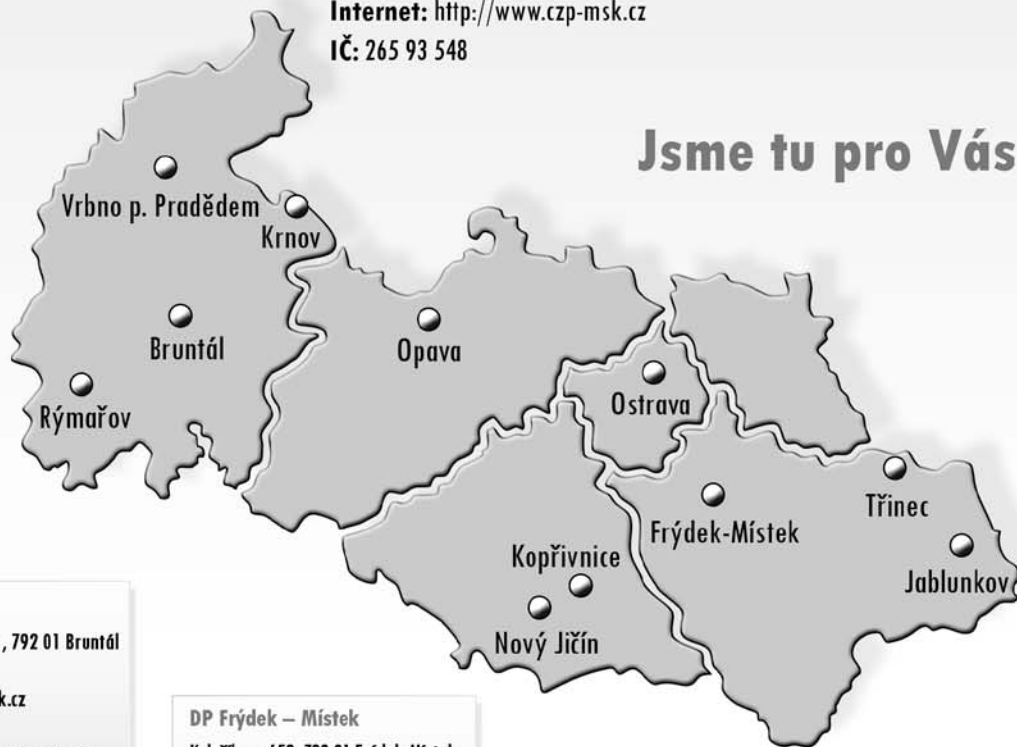 Internet: http://www.czp-msk.cz
IČ: 265 93 548
Jsme tu pro Vás
Vrbno p. Pradědem
Krnov
Bruntál
Opava
Rýmařov
Ostrava
Třinec
Frýdek-Místek
Kopřivnice
Jablunkov
Nový Jičín
, 792 01 Bruntál
k.cz
DP Frýdek – Místek